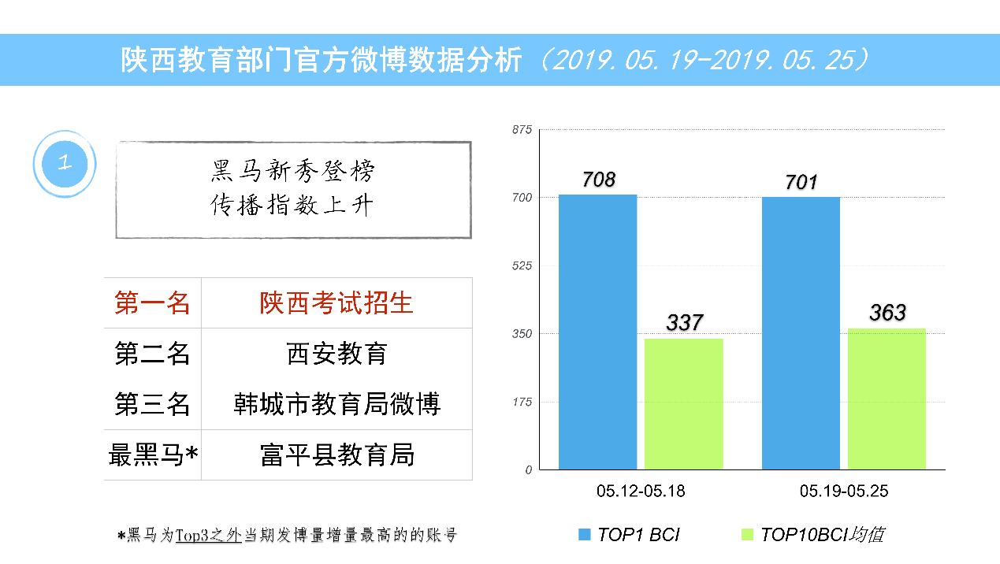 陕西教育部门官方微博数据分析（2019.05.19-2019.05.25）
1
黑马新秀登榜
传播指数上升
第一名 陕西考试招生
第二名 西安教育
第三名 韩城市教育局微博
最黑马* 富平县教育局
*黑马为Top3之外当期发博量增量最高的的账号
875
700
525
350
175
0
708
337
701
363
05.12-05.18
05.19-05.25
TOP1 BCI
TOP10BCI均值